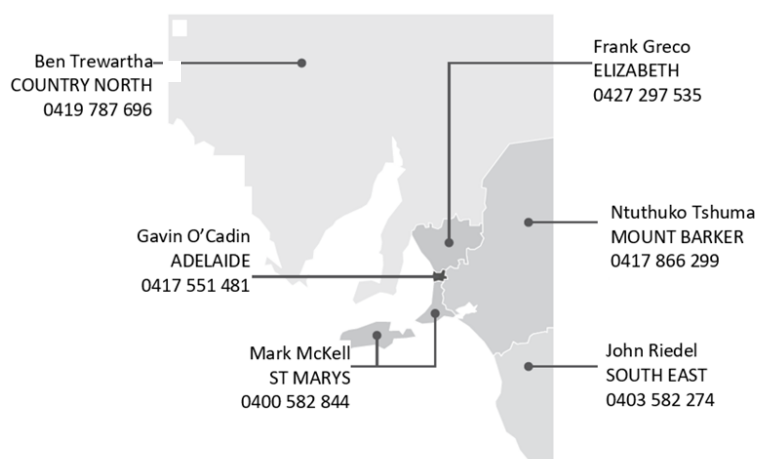 Ben Trewartha
COUNTRY NORTH
0419 787 696
Frank Greco
ELIZABETH
0427 297 535
Gavin O’Cadin
ADELAIDE
0417 551 481
Ntuthuko Tshuma
MOUNT BARKER
0417 866 299
Mark McKell
ST MARYS
0400 582 844
John Riedel
SOUTH EAST
0403 582 274